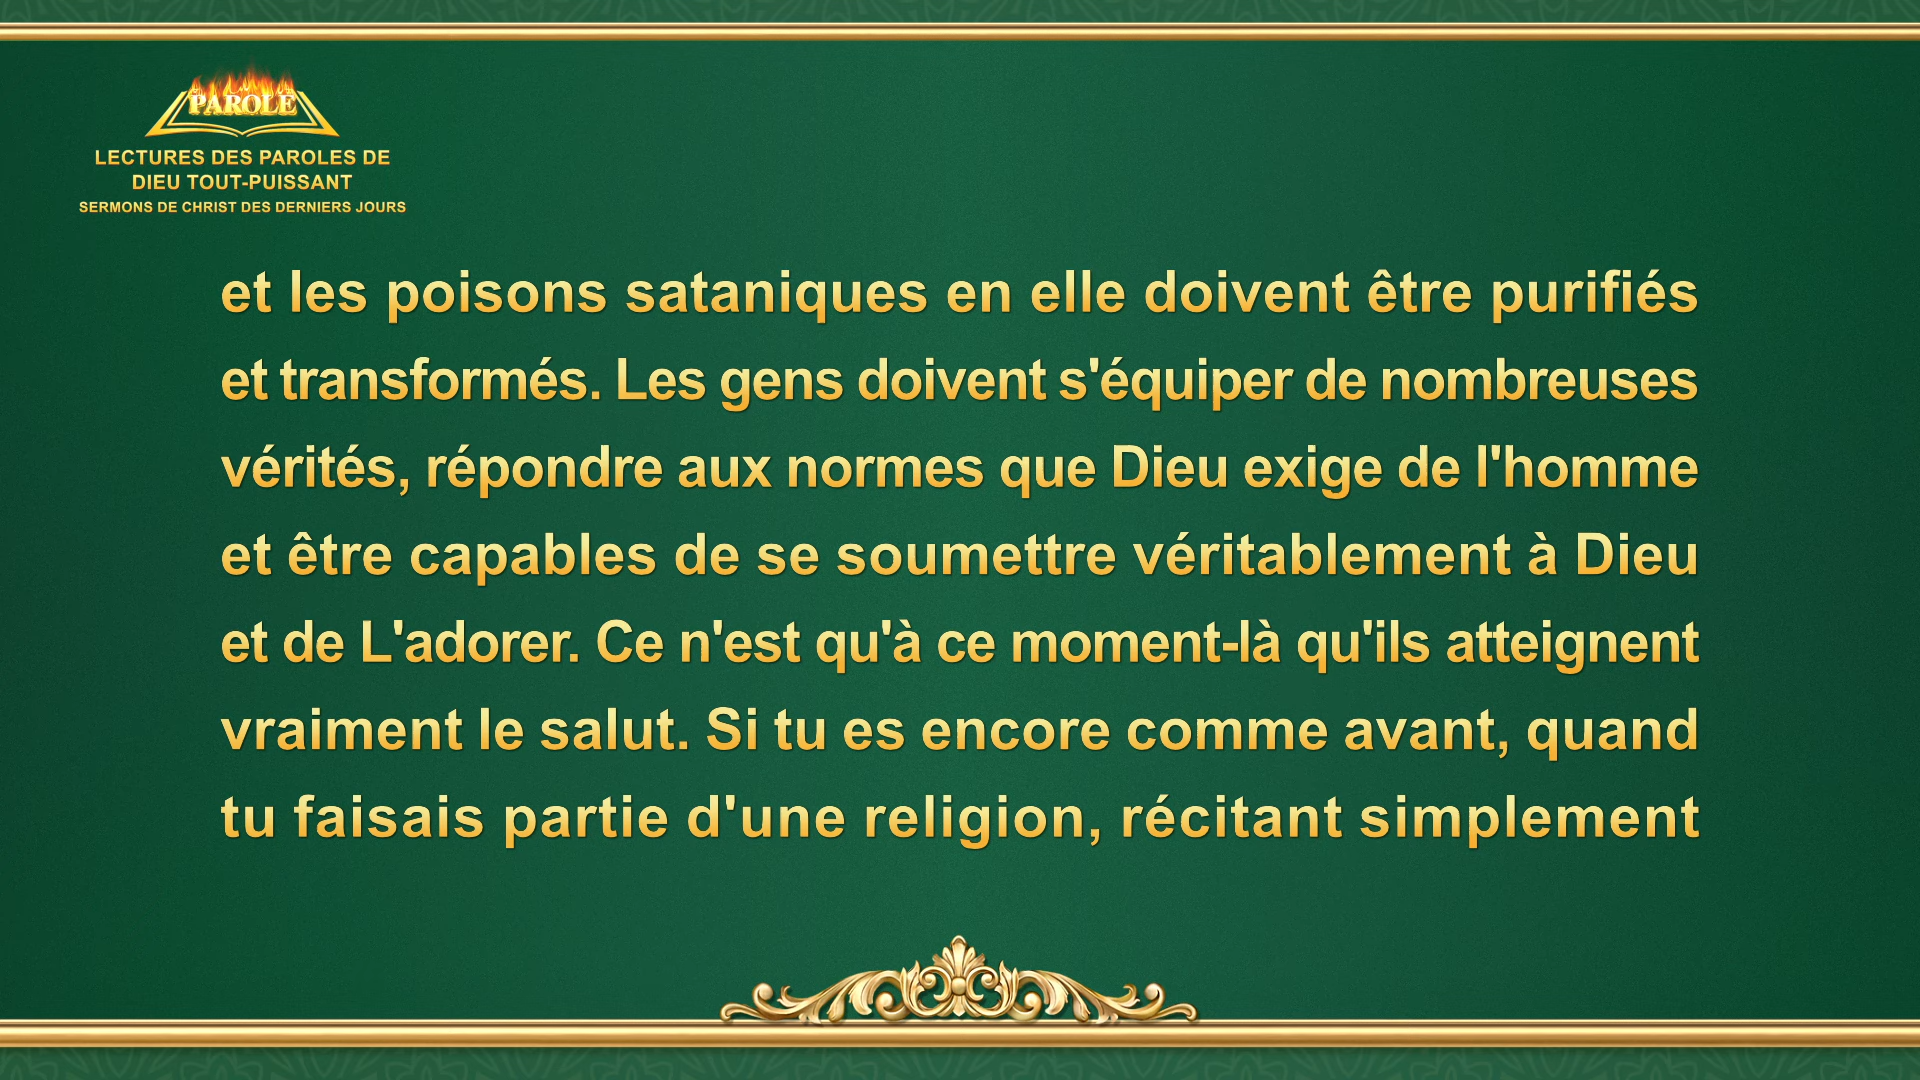 PAROLE
LECTURES DES PAROLES DE
DIEU TOUT-PUISSANT
SERMONS DE CHRIST DES DERNIERS JOURS
et les poisons sataniques en elle doivent être purifiés
et transformés. Les gens doivent s'équiper de nombreuses
vérités, répondre aux normes que Dieu exige de l'homme
et être capables de se soumettre véritablement à Dieu
et de L'adorer. Ce n'est qu'à ce moment-là qu'ils atteignent
vraiment le salut. Si tu es encore comme avant, quand
tu faisais partie d'une religion, récitant simplement